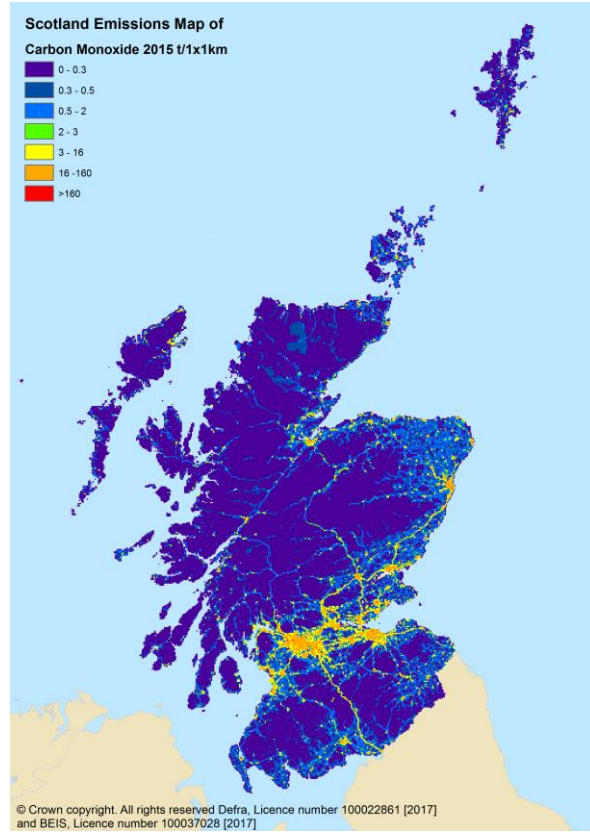 Scotland Emissions Map of
Carbon Monoxide 2015 t/1x1km
0 - 0.3
0.3 - 0.5
0.5 - 2
2 - 3
3 - 16
16 -160
>160
© Crown copyright. All rights reserved Defra, Licence number 100022861 [2017]
and BEIS, Licence number 100037028 [2017]